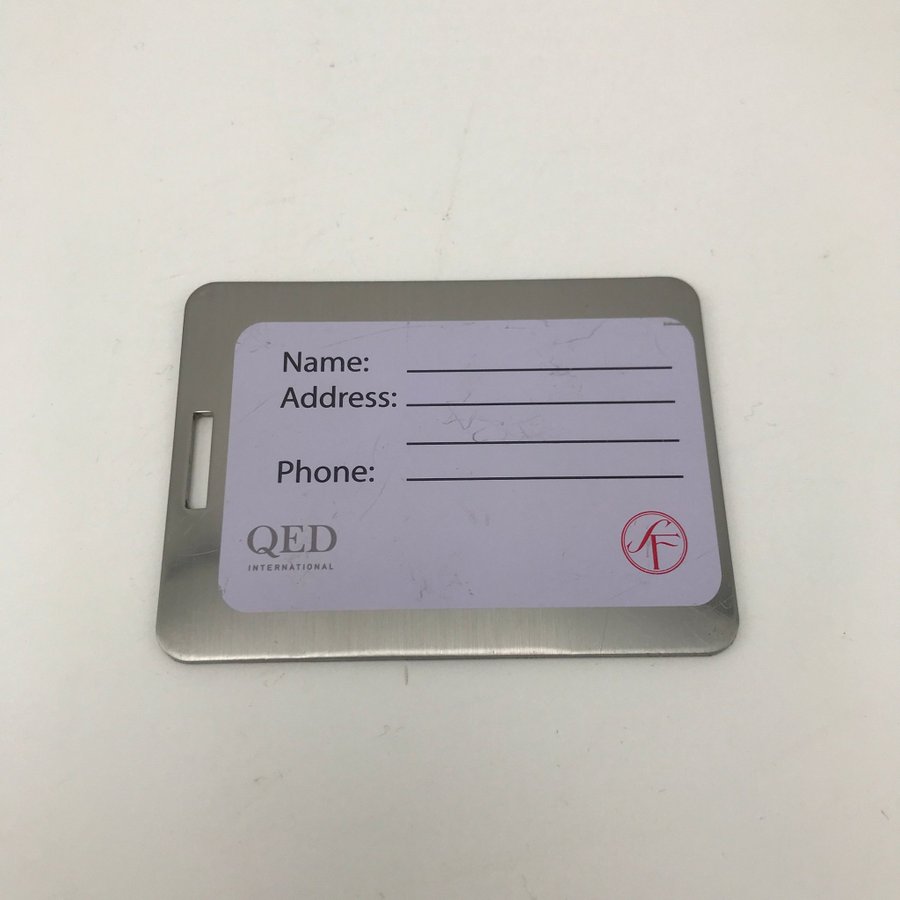 Name:
Address:
Phone:
QED
INTERNATIONAL
SF